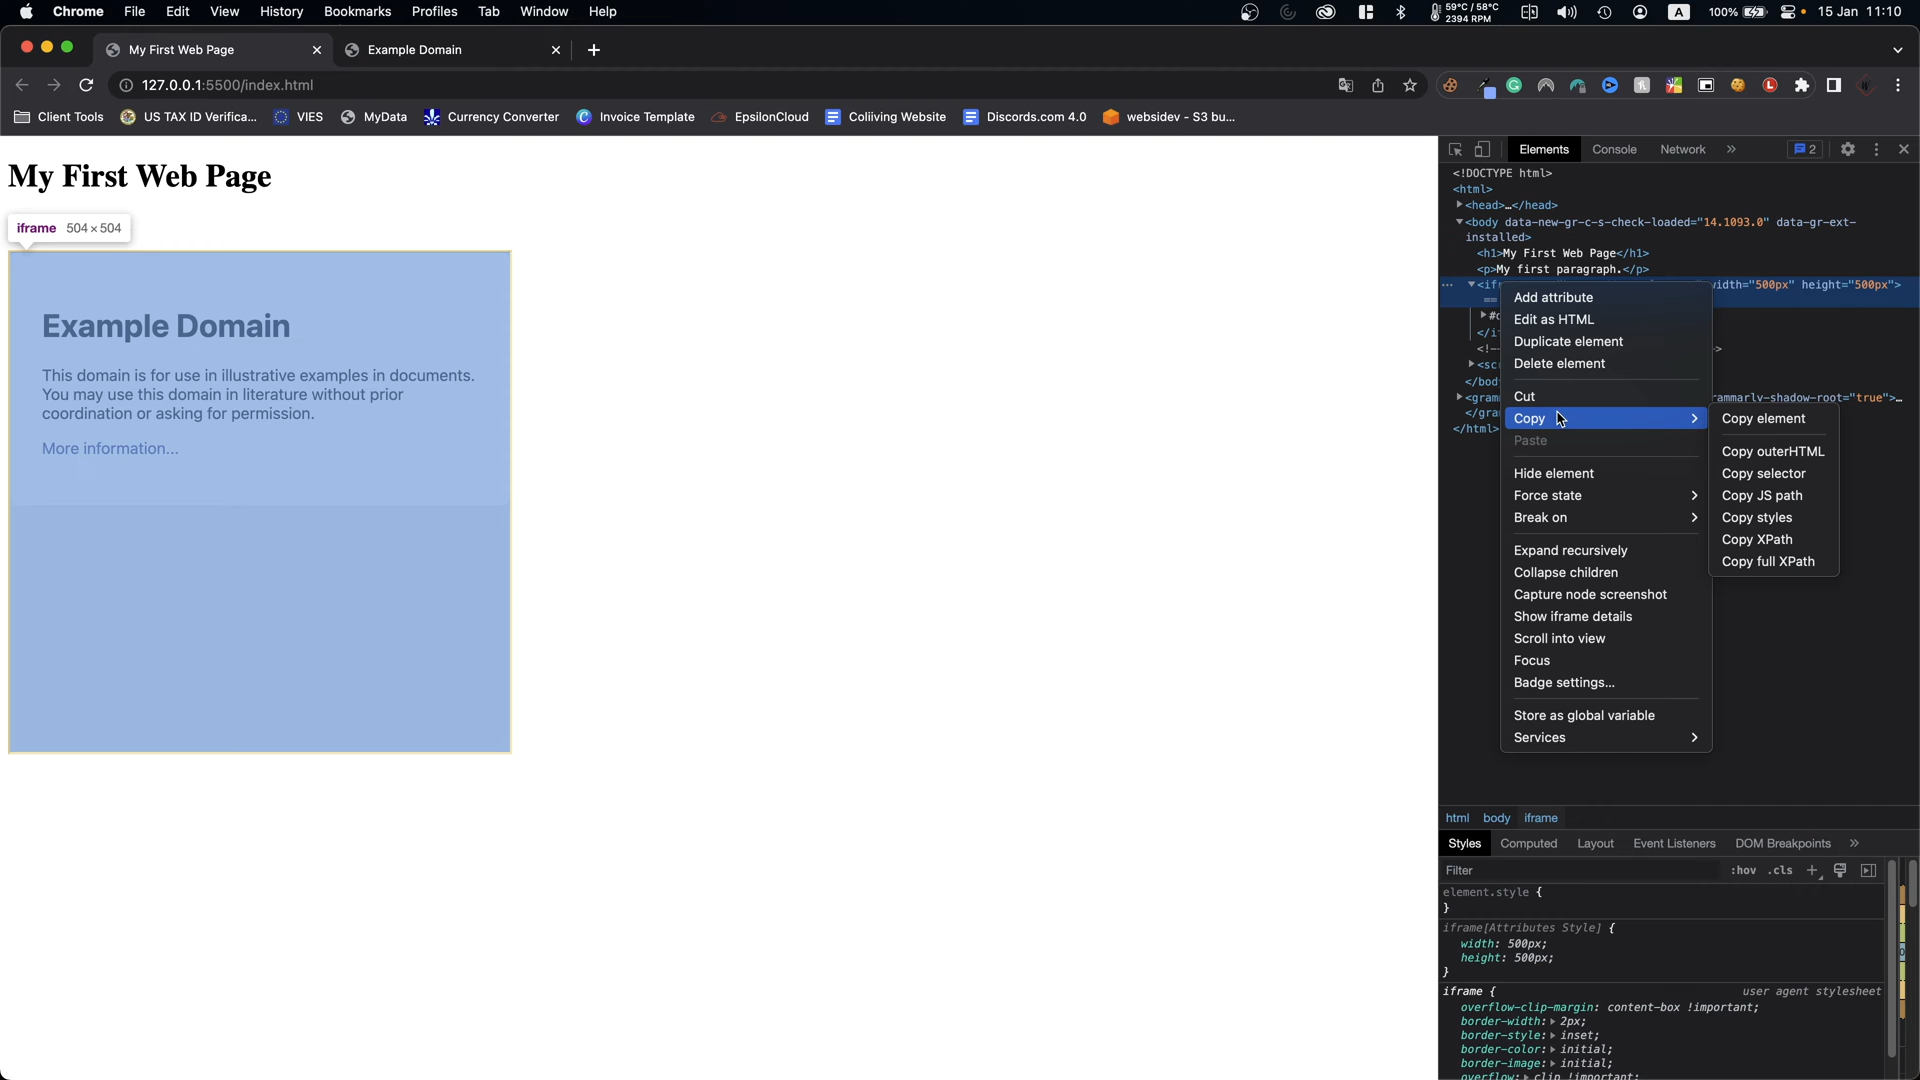 Chrome File Edit View History Bookmarks Profiles Tab Window Help
59°C / 58°C
2394 RPM
A 100% 15 Jan 11:10
My First Web Page
Example Domain
127.0.0.1:5500/index.html
Client Tools US TAX ID Verifica... VIES MyData Currency Converter Invoice Template EpsilonCloud Coliiving Website Discords.com 4.0 websidev - S3 bu...
My First Web Page
iframe 504×504
Example Domain
This domain is for use in illustrative examples in documents.
You may use this domain in literature without prior
coordination or asking for permission.
More information...
Elements Console Network » 2
<!DOCTYPE html>
<html>
<head>…</head>
<body data-new-gr-c-s-check-loaded="14.1093.0" data-gr-ext-
installed>
<h1>My First Web Page</h1>
<p>My first paragraph.</p>
width="500px" height="500px">
==
</body
rammarly-shadow-root="true">…
</html>
Add attribute
Edit as HTML
Duplicate element
Delete element
Cut
Copy
Paste
Hide element
Force state
Break on
Expand recursively
Collapse children
Capture node screenshot
Show iframe details
Scroll into view
Focus
Badge settings...
Store as global variable
Services
Copy element
Copy outerHTML
Copy selector
Copy JS path
Copy styles
Copy XPath
Copy full XPath
html body iframe
Styles Computed Layout Event Listeners DOM Breakpoints »
Filter :hov .cls
element.style {
}
iframe[Attributes Style] {
width: 500px;
height: 500px;
}
iframe { user agent stylesheet
overflow-clip-margin: content-box !important;
border-width: 2px;
border-style: inset;
border-color: initial;
border-image: initial;
overflow: clip !important;